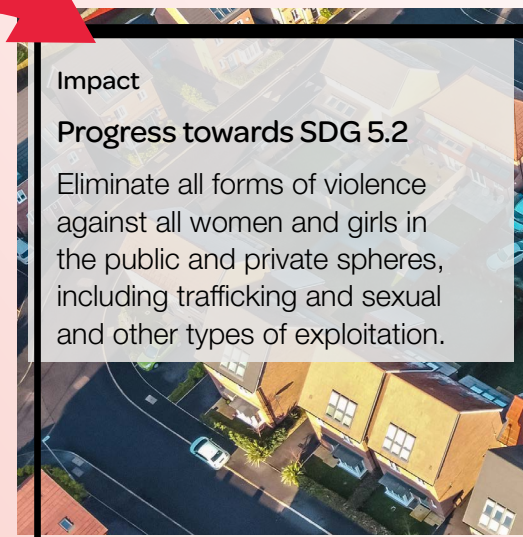 Impact
Progress towards SDG 5.2
Eliminate all forms of violence
against all women and girls in
the public and private spheres,
including trafficking and sexual
and other types of exploitation.